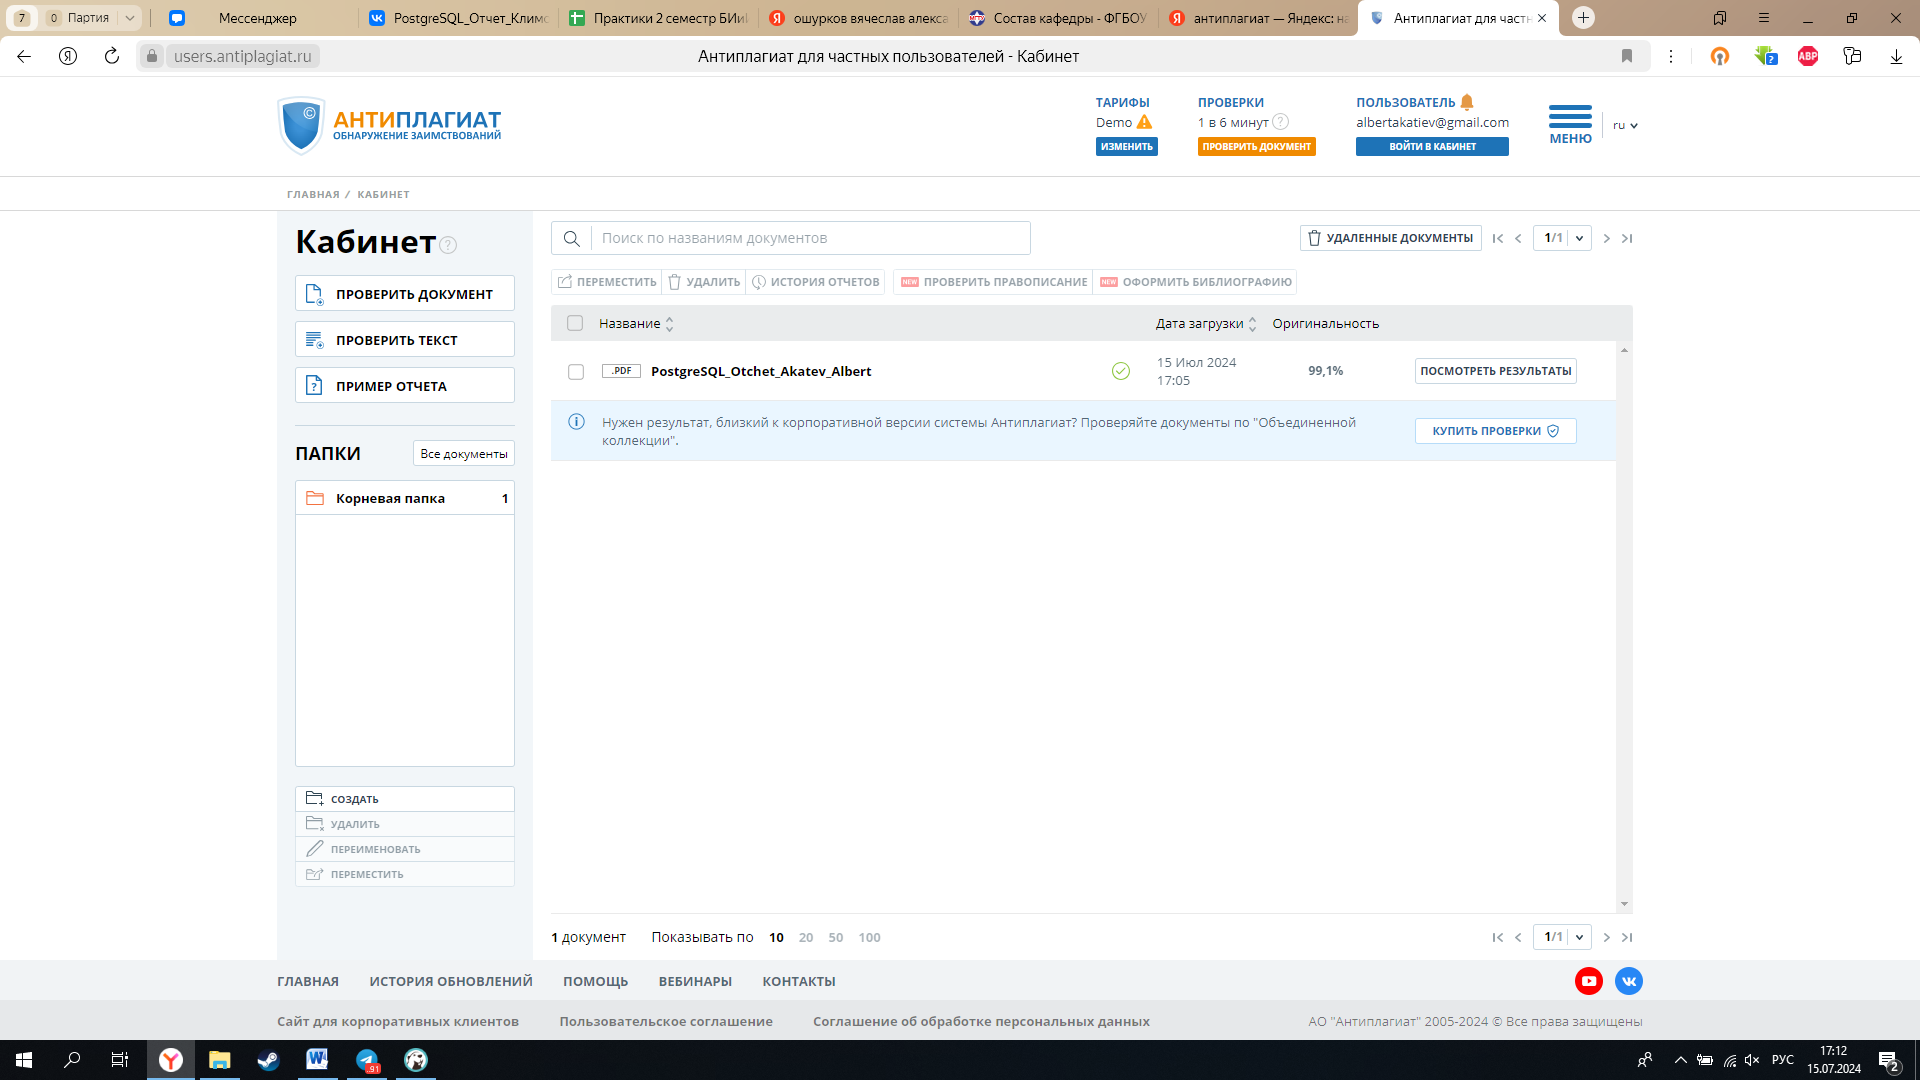 7
0 Партия
Мессенджер
PostgreSQL_Отчет_Климо
Практики 2 семестр БИи
ошурков вячеслав алекса
Состав кафедры - ФГБОУ
антиплагиат — Яндекс: на
Антиплагиат для частн
users.antiplagiat.ru
Антиплагиат для частных пользователей - Кабинет
АНТИПЛАГИАТ
ОБНАРУЖЕНИЕ ЗАИМСТВОВАНИЙ
ТАРИФЫ
Demo
ИЗМЕНИТЬ
ПРОВЕРКИ
1 в 6 минут ?
ПРОВЕРИТЬ ДОКУМЕНТ
ПОЛЬЗОВАТЕЛЬ
albertakatiev@gmail.com
ВОЙТИ В КАБИНЕТ
МЕНЮ
ru
ГЛАВНАЯ / КАБИНЕТ
Кабинет ?
ПРОВЕРИТЬ ДОКУМЕНТ
ПРОВЕРИТЬ ТЕКСТ
ПРИМЕР ОТЧЕТА
ПАПКИ
Все документы
Корневая папка 1
СОЗДАТЬ
УДАЛИТЬ
ПЕРЕИМЕНОВАТЬ
ПЕРЕМЕСТИТЬ
Поиск по названиям документов
УДАЛЕННЫЕ ДОКУМЕНТЫ
1/1
ПЕРЕМЕСТИТЬ
УДАЛИТЬ
ИСТОРИЯ ОТЧЕТОВ
NEW ПРОВЕРИТЬ ПРАВОПИСАНИЕ
NEW ОФОРМИТЬ БИБЛИОГРАФИЮ
Название
Дата загрузки
Оригинальность
.PDF PostgreSQL_Otchet_Akatev_Albert
15 Июл 2024
17:05
99,1%
ПОСМОТРЕТЬ РЕЗУЛЬТАТЫ
Нужен результат, близкий к корпоративной версии системы Антиплагиат? Проверяйте документы по "Объединенной
коллекции".
КУПИТЬ ПРОВЕРКИ
1 документ
Показывать по 10 20 50 100
1/1
ГЛАВНАЯ
ИСТОРИЯ ОБНОВЛЕНИЙ
ПОМОЩЬ
ВЕБИНАРЫ
КОНТАКТЫ
Сайт для корпоративных клиентов
Пользовательское соглашение
Соглашение об обработке персональных данных
АО "Антиплагиат" 2005-2024 © Все права защищены
91
РУС
17:12
15.07.2024
2